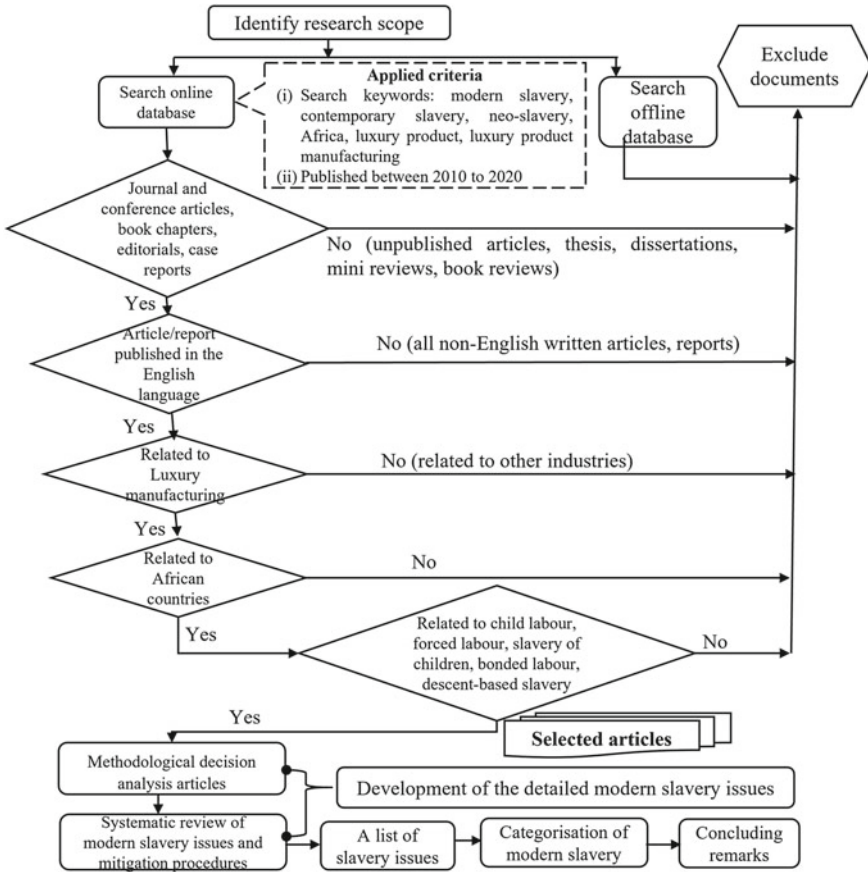 Identify research scope
Exclude
documents
Search online
database
Applied criteria
(i) Search keywords: modern slavery,
contemporary slavery, neo-slavery,
Africa, luxury product, luxury product
manufacturing
(ii) Published between 2010 to 2020
Search
offline
database
Journal and
conference articles,
book chapters,
editorials, case
reports
No (unpublished articles, thesis, dissertations,
mini reviews, book reviews)
Yes
Article/report
published in the
English
language
No (all non-English written articles, reports)
Yes
Related to
Luxury
manufacturing
No (related to other industries)
Yes
Related to
African
countries
No
Yes
Related to child labour,
forced labour, slavery of
children, bonded labour,
descent-based slavery
No
Yes
Selected articles
Methodological decision
analysis articles
Development of the detailed modern slavery issues
Systematic review of
modern slavery issues and
mitigation procedures
A list of
slavery issues
Categorisation of
modern slavery
Concluding
remarks